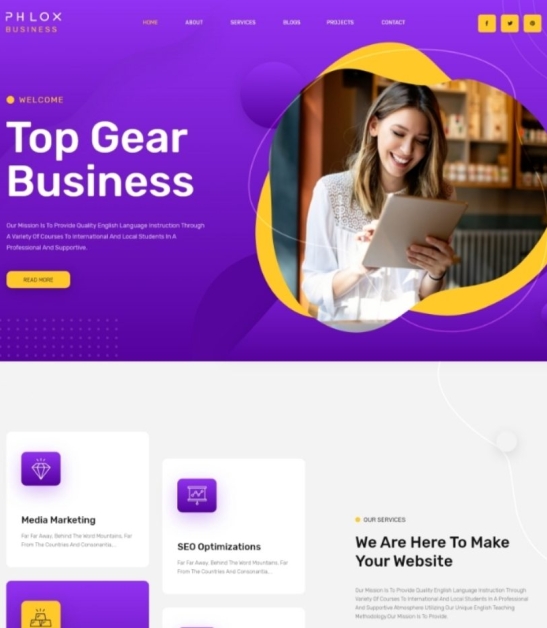 PHLOX
BUSINESS
HOME
ABOUT
SERVICES
BLOGS
PROJECTS
CONTACT
WELCOME
Top Gear
Business
Our Mission Is To Provide Quality English Language Instruction Through
A Variety Of Courses To International And Local Students In A
Professional And Supportive.
READ MORE
Media Marketing
Far Far Away, Behind The Word Mountains, Far
From The Countries And Consonantia...
SEO Optimizations
Far Far Away, Behind The Word Mountains, Far
From The Countries And Consonantia...
OUR SERVICES
We Are Here To Make
Your Website
Our Mission Is To Provide Quality English Language Instruction Through
Variety Of Courses To International And Local Students In A Professional
And Supportive Atmosphere Utilizing Our Unique English Teaching
Methodology.Our Mission Is To Provide.